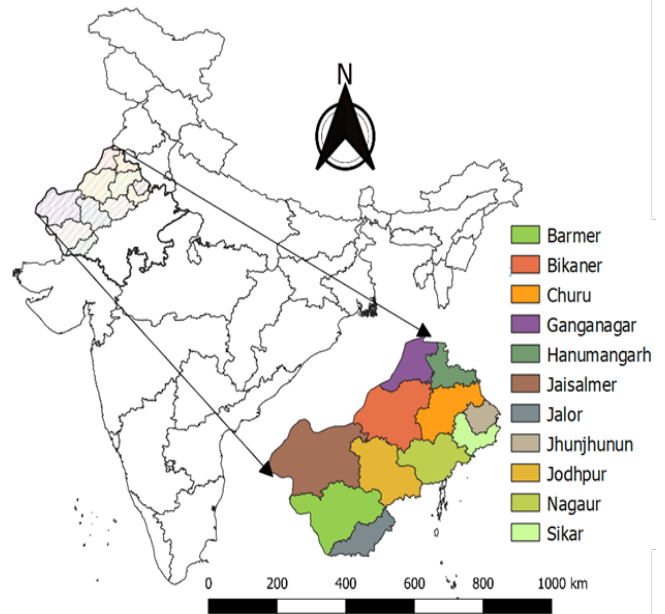 N
Barmer
Bikaner
Churu
Ganganagar
Hanumangarh
Jaisalmer
Jalor
Jhunjhunun
Jodhpur
Nagaur
Sikar
0 200 400 600 800 1000 km